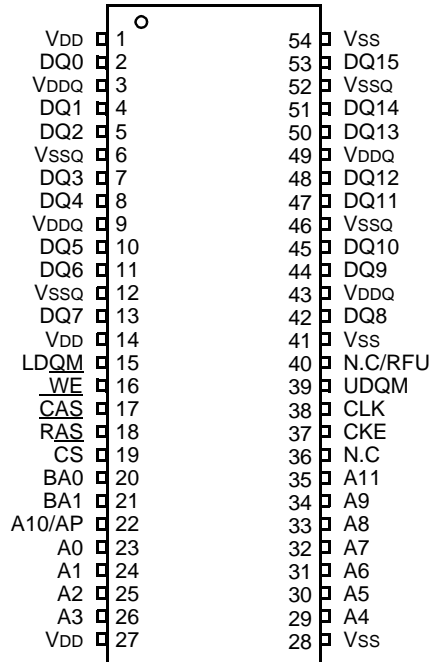 VDD 1 54 VSS
DQ0 2 53 DQ15
VDDQ 3 52 VSSQ
DQ1 4 51 DQ14
DQ2 5 50 DQ13
VSSQ 6 49 VDDQ
DQ3 7 48 DQ12
DQ4 8 47 DQ11
VDDQ 9 46 VSSQ
DQ5 10 45 DQ10
DQ6 11 44 DQ9
VSSQ 12 43 VDDQ
DQ7 13 42 DQ8
VDD 14 41 VSS
LDQM 15 40 N.C/RFU
WE 16 39 UDQM
CAS 17 38 CLK
RAS 18 37 CKE
CS 19 36 N.C
BA0 20 35 A11
BA1 21 34 A9
A10/AP 22 33 A8
A0 23 32 A7
A1 24 31 A6
A2 25 30 A5
A3 26 29 A4
VDD 27 28 VSS